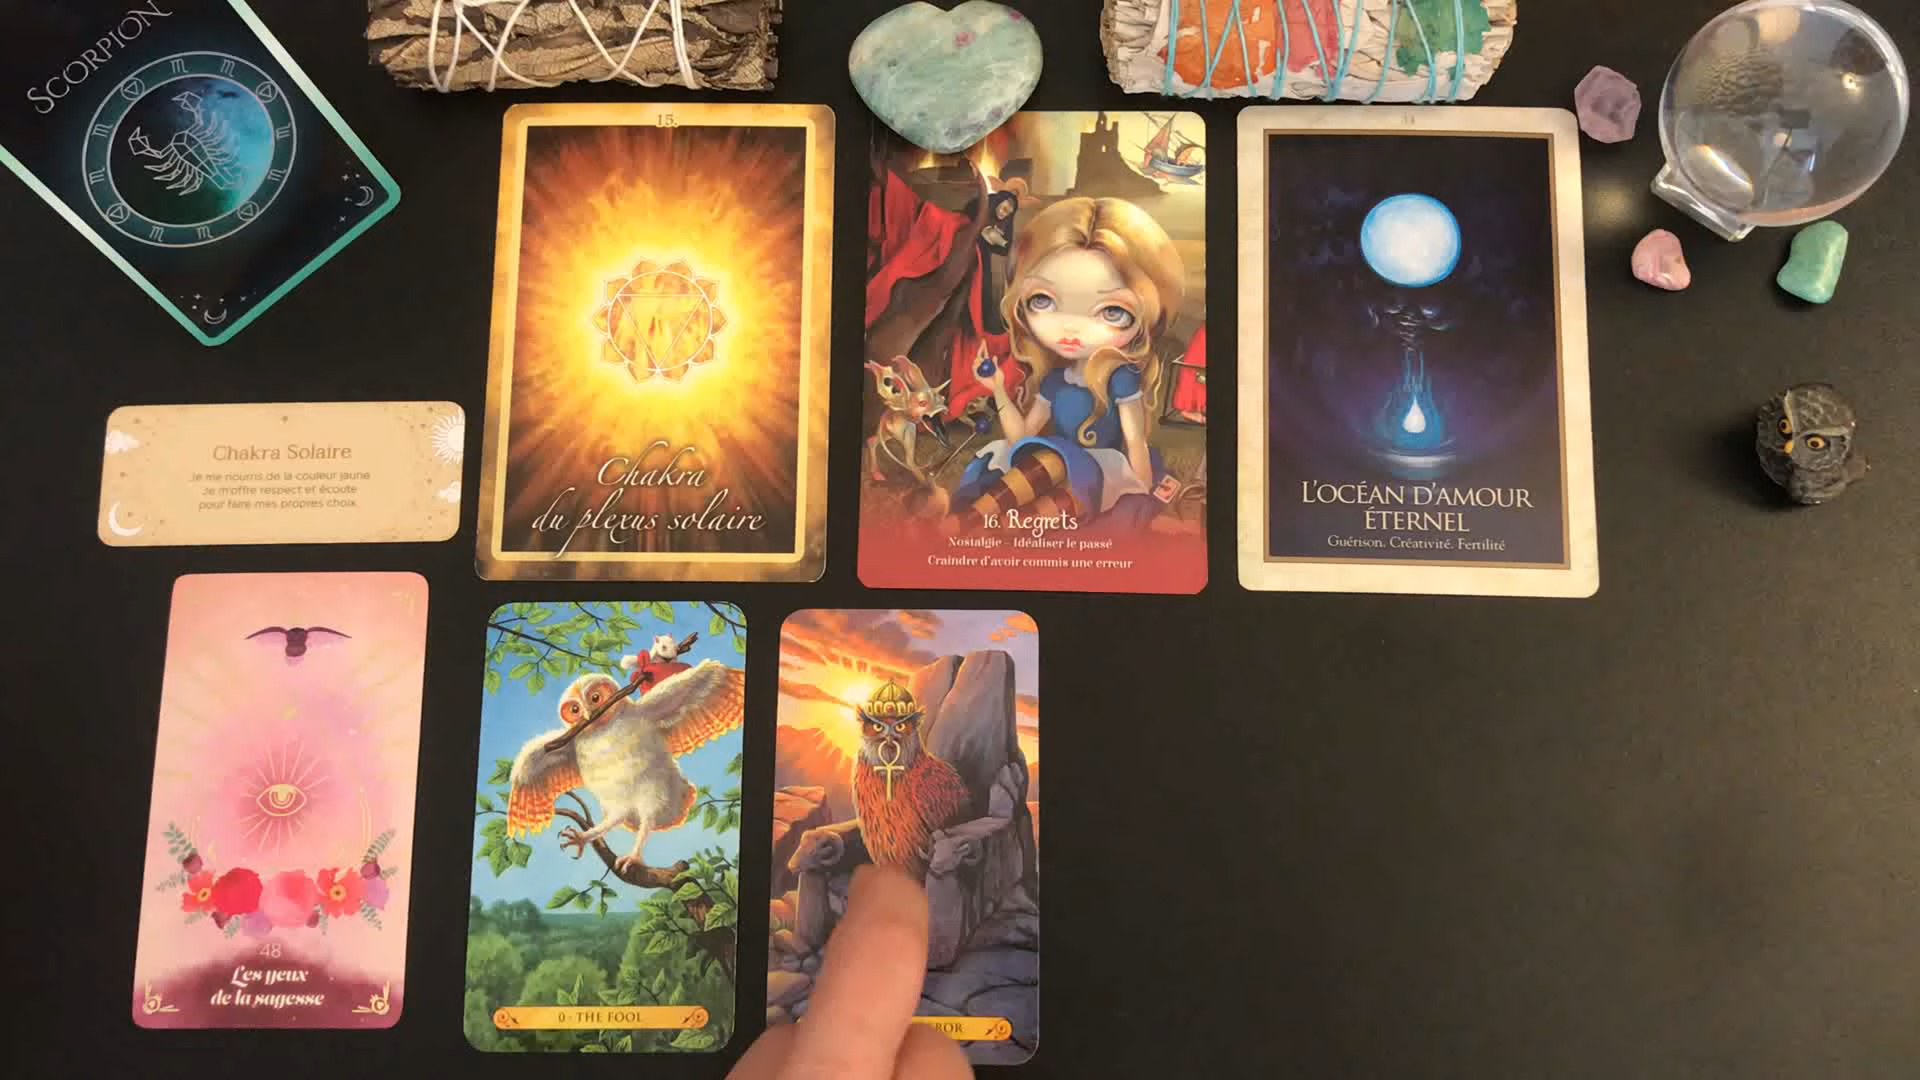 SCORPION
15.
Chakra
du plexus solaire
16. Regrets
Nostalgie – Idéaliser le passé
Craindre d'avoir commis une erreur
L'OCÉAN D'AMOUR
ÉTERNEL
Guérison. Créativité. Fertilité
Chakra Solaire
Je me nourris de la couleur jaune
Je m'offre respect et écoute
pour faire mes propres choix
48
Les yeux
de la sagesse
0 - THE FOOL
ROR